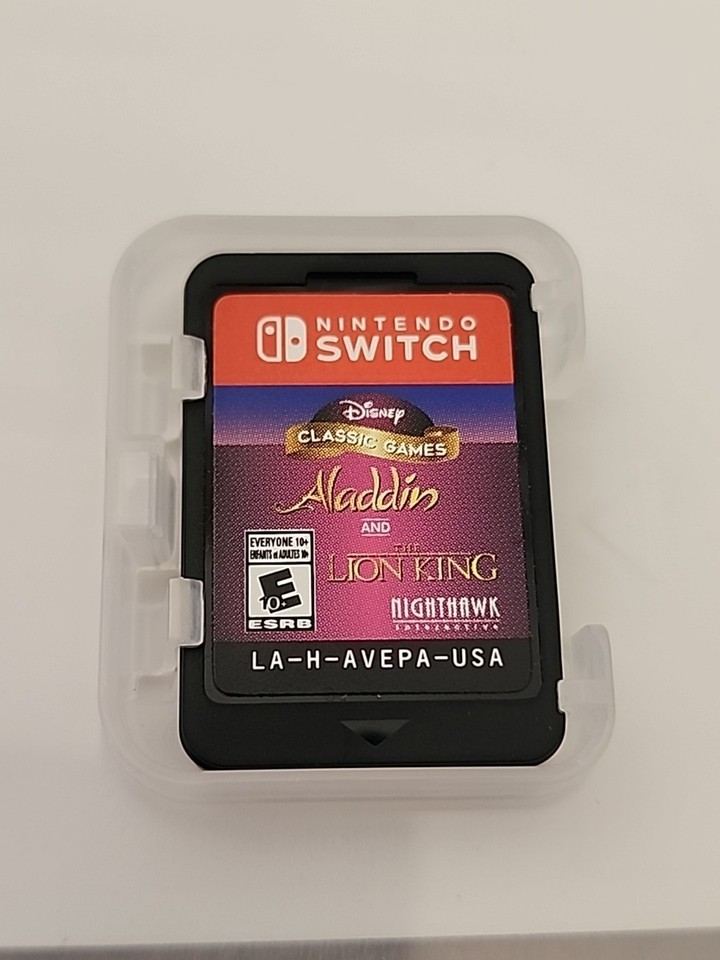 NINTENDO
SWITCH
Disney
CLASSIC GAMES
Aladdin
AND
THE
LION KING
EVERYONE 10+
ENFANTS et ADULTES 10+
E
10+
ESRB
NIGHTHAWK
interactive
LA-H-AVEPA-USA